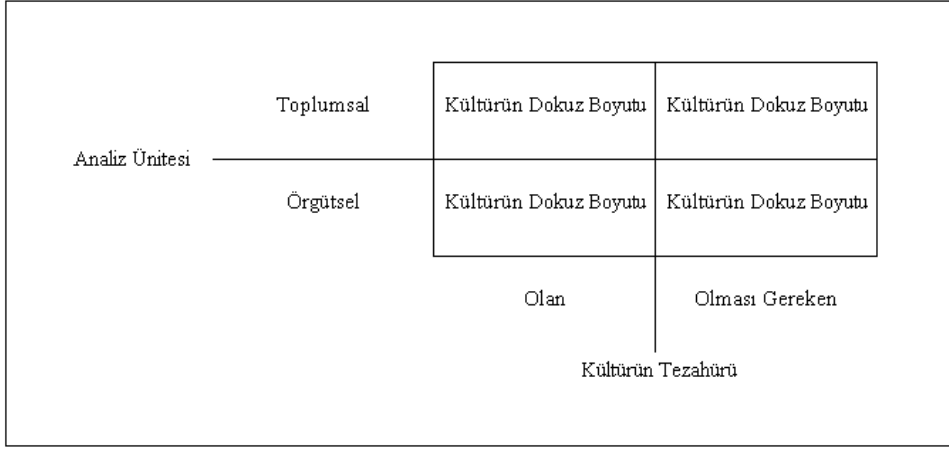 Toplumsal
Kültürün Dokuz Boyutu
Kültürün Dokuz Boyutu
Analiz Ünitesi
Örgütsel
Kültürün Dokuz Boyutu
Kültürün Dokuz Boyutu
Olan
Olması Gereken
Kültürün Tezahürü